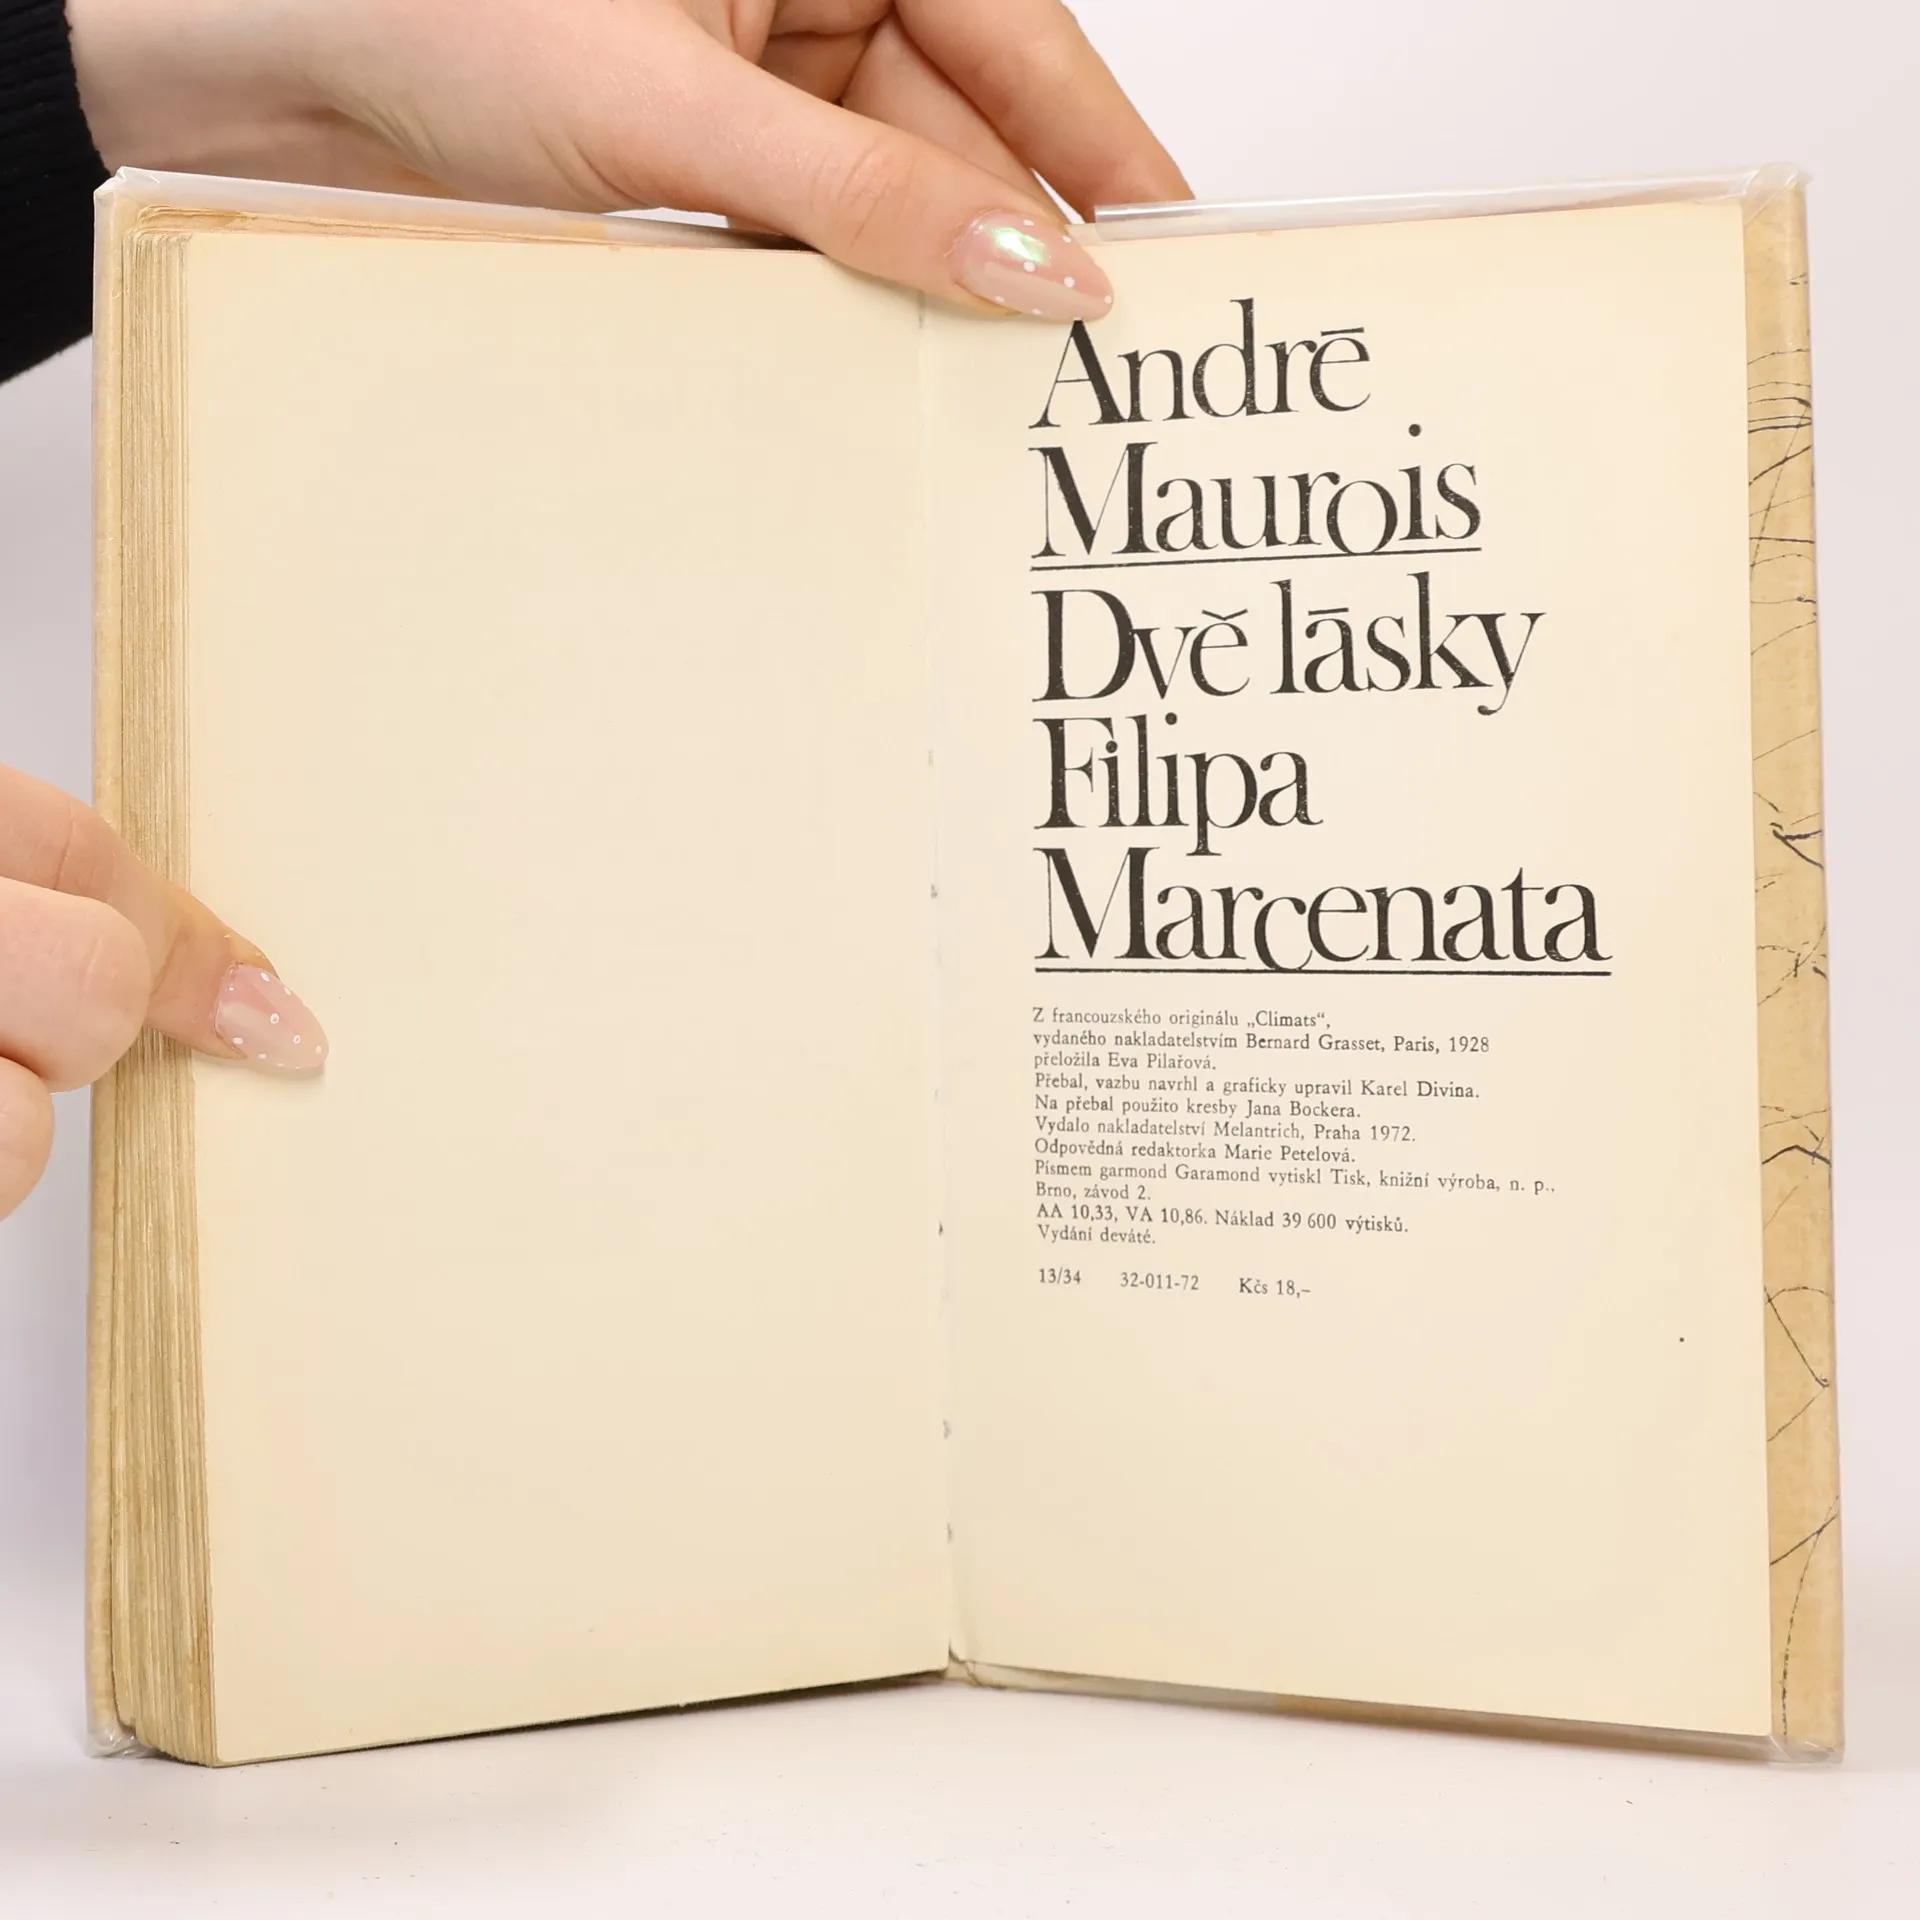 André
Maurois
Dvě lásky
Filipa
Marcenata
Z francouzského originálu „Climats“,
vydaného nakladatelstvím Bernard Grasset, Paris, 1928
přeložila Eva Pilařová.
Přebal, vazbu navrhl a graficky upravil Karel Divina.
Na přebal použito kresby Jana Bockera.
Vydalo nakladatelství Melantrich, Praha 1972.
Odpovědná redaktorka Marie Petelová.
Písmem garmond Garamond vytiskl Tisk, knižní výroba, n. p.,
Brno, závod 2.
AA 10,33, VA 10,86. Náklad 39 600 výtisků.
Vydání deváté.
13/34 32-011-72 Kčs 18,–